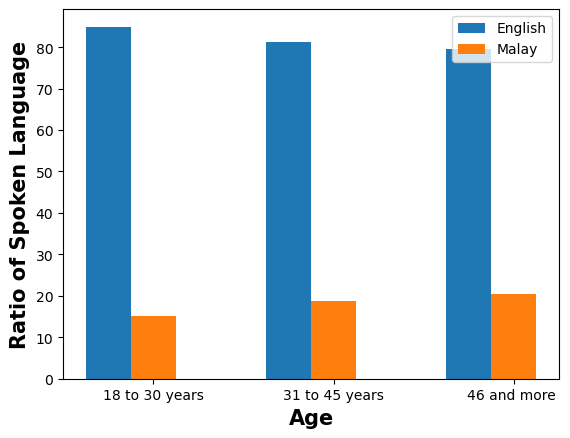 English
Malay
Ratio of Spoken Language
80
70
60
50
40
30
20
10
0
18 to 30 years
31 to 45 years
46 and more
Age